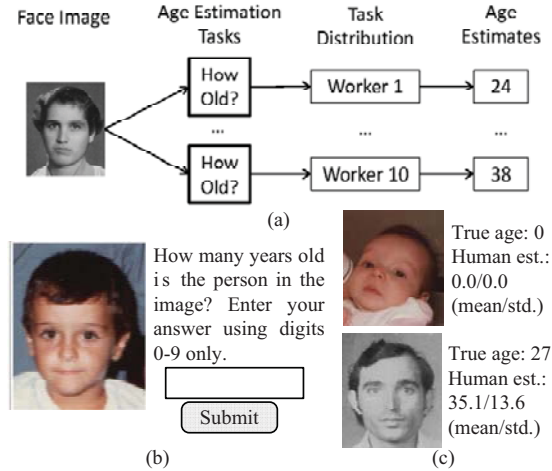 Face Image
Age Estimation
Tasks
Task
Distribution
Age
Estimates
How
Old?
Worker 1
24
...
...
...
How
Old?
Worker 10
38
(a)
How many years old
is the person in the
image? Enter your
answer using digits
0-9 only.
Submit
(b)
True age: 0
Human est.:
0.0/0.0
(mean/std.)
True age: 27
Human est.:
35.1/13.6
(mean/std.)
(c)